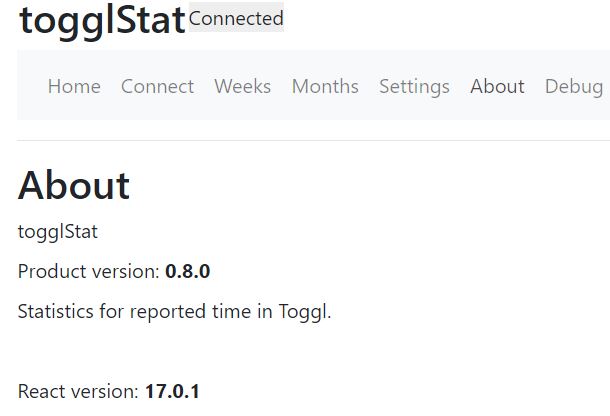 togglStat Connected
Home Connect Weeks Months Settings About Debug
About
togglStat
Product version: 0.8.0
Statistics for reported time in Toggl.
React version: 17.0.1